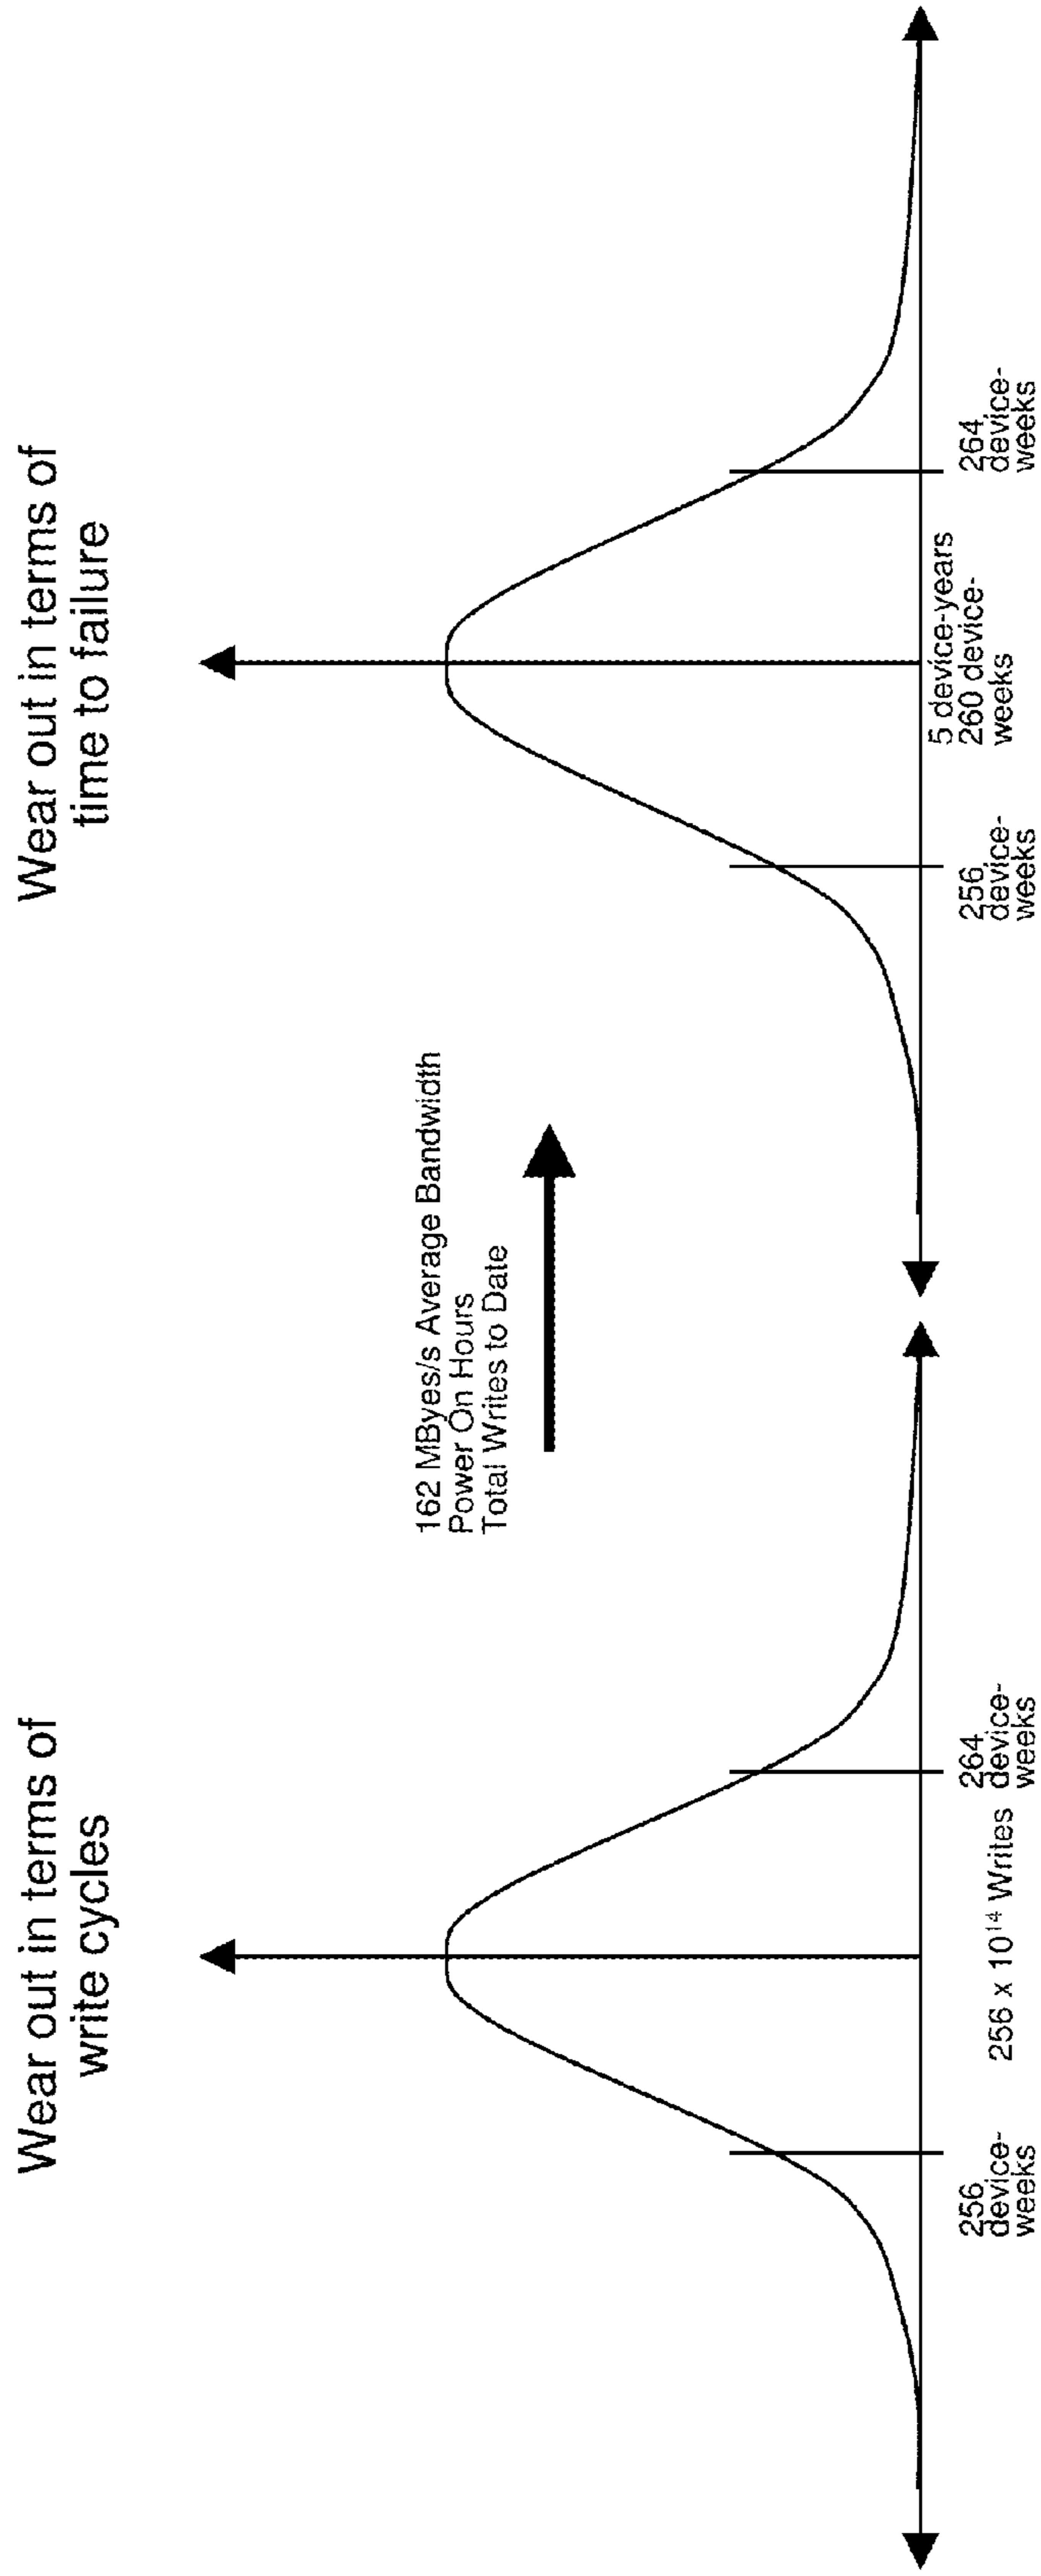 Wear out in terms of
write cycles
256
device-
weeks
256 x 10¹⁴ Writes
264
device-
weeks
162 MByes/s Average Bandwidth
Power On Hours
Total Writes to Date
Wear out in terms of
time to failure
256
device-
weeks
5 device-years
260 device-
weeks
264
device-
weeks